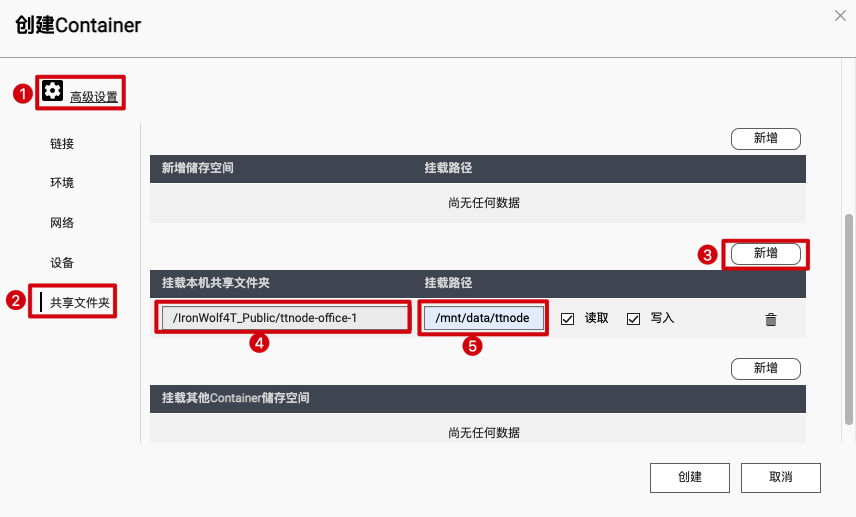 创建Container
1 高级设置
链接
环境
网络
设备
2 共享文件夹
新增
新增储存空间 挂载路径
尚无任何数据
3 新增
挂载本机共享文件夹 挂载路径
/IronWolf4T_Public/ttnode-office-1 /mnt/data/ttnode 读取 写入
4 5
新增
挂载其他Container储存空间
尚无任何数据
创建 取消